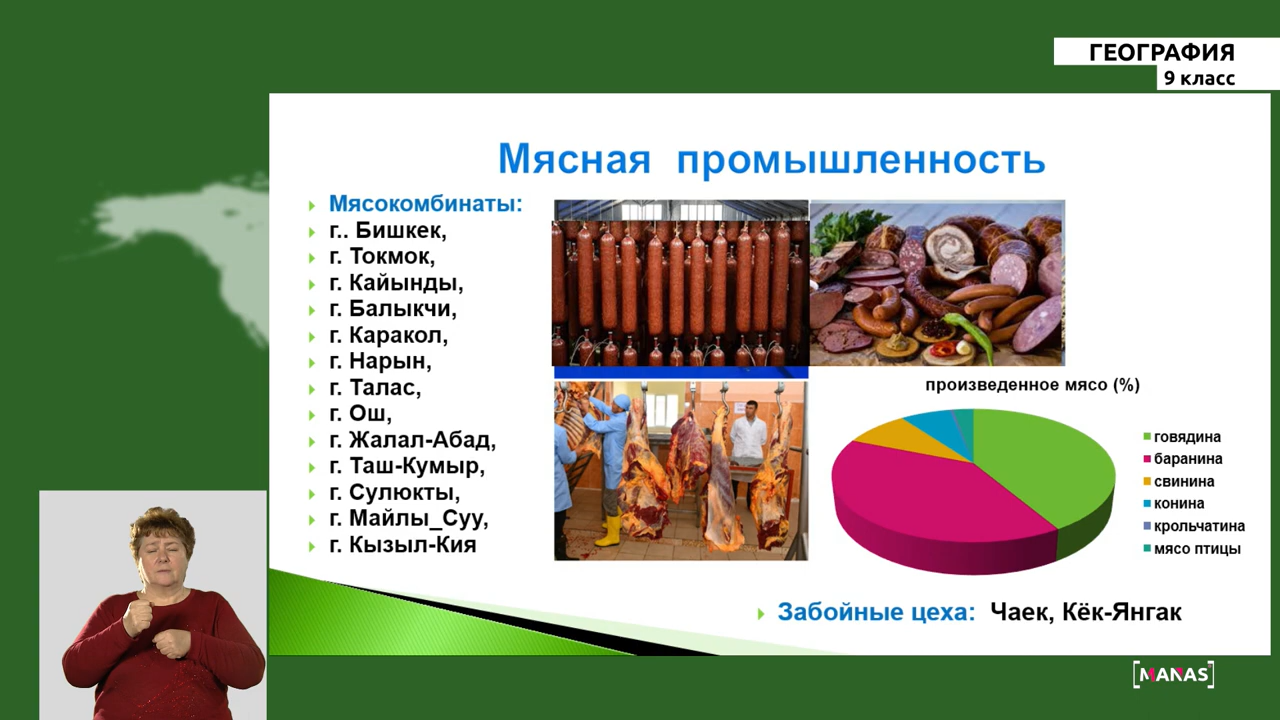 ГЕОГРАФИЯ
9 класс
Мясная промышленность
Мясокомбинаты:
г.. Бишкек,
г. Токмок,
г. Кайынды,
г. Балыкчи,
г. Каракол,
г. Нарын,
г. Талас,
г. Ош,
г. Жалал-Абад,
г. Таш-Кумыр,
г. Сулюкты,
г. Майлы_Суу,
г. Кызыл-Кия
произведенное мясо (%)
говядина
баранина
свинина
конина
крольчатина
мясо птицы
Забойные цеха: Чаек, Кёк-Янгак
[MANAS]